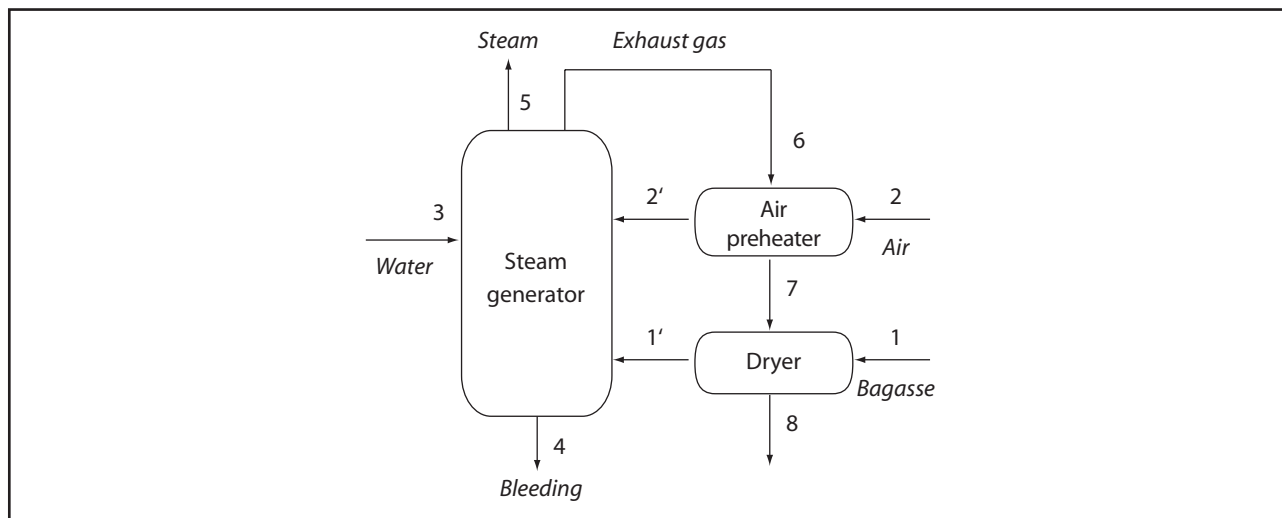 Steam
Exhaust gas
5
6
3
2‘
Air
preheater
2
Water
Steam
generator
Air
7
1‘
Dryer
1
Bagasse
4
8
Bleeding